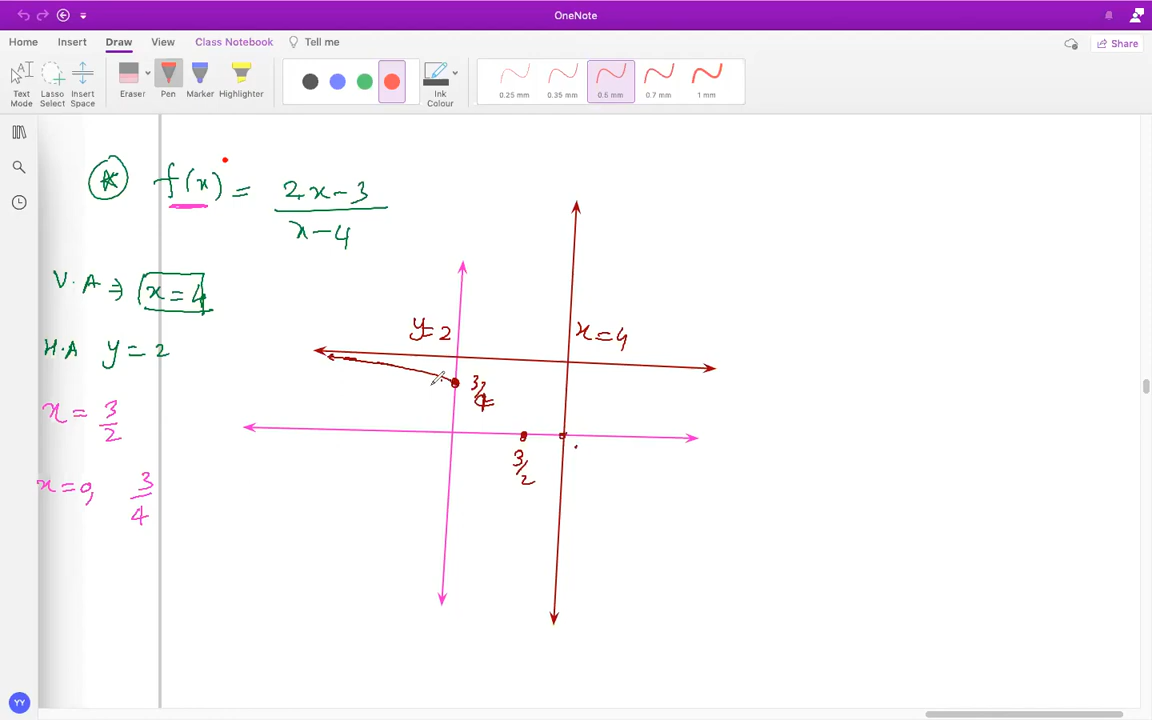 OneNote
Home Insert Draw View Class Notebook Tell me
Share
Text Mode
Lasso Select
Insert Space
Eraser
Pen
Marker
Highlighter
Ink Colour
0.25 mm
0.35 mm
0.5 mm
0.7 mm
1 mm
f(x) = 2x-3
x-4
V.A ⇒ x=4
H.A y = 2
x = 3/2
x=0, 3/4
y=2
x=4
3/4
3/2
YY